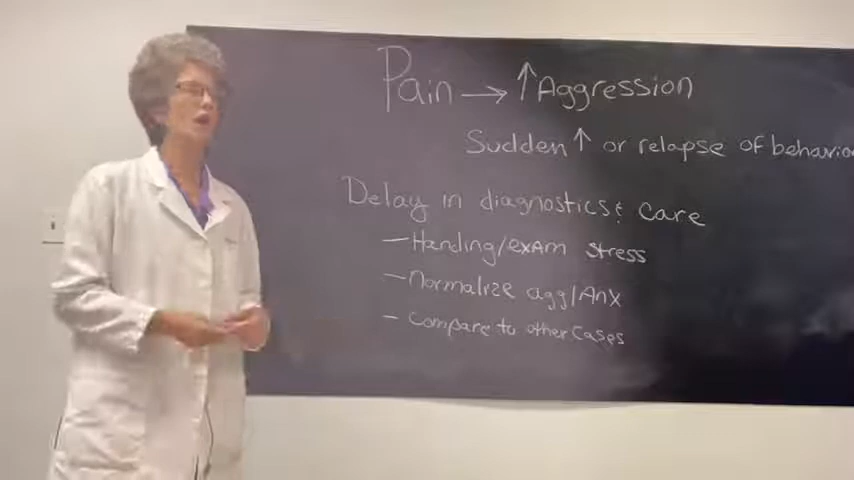 Pain → ↑ Aggression
Sudden ↑ or relapse of behavior
Delay in diagnostics & care
- Handling/exam stress
- Normalize agg/Anx
- Compare to other cases